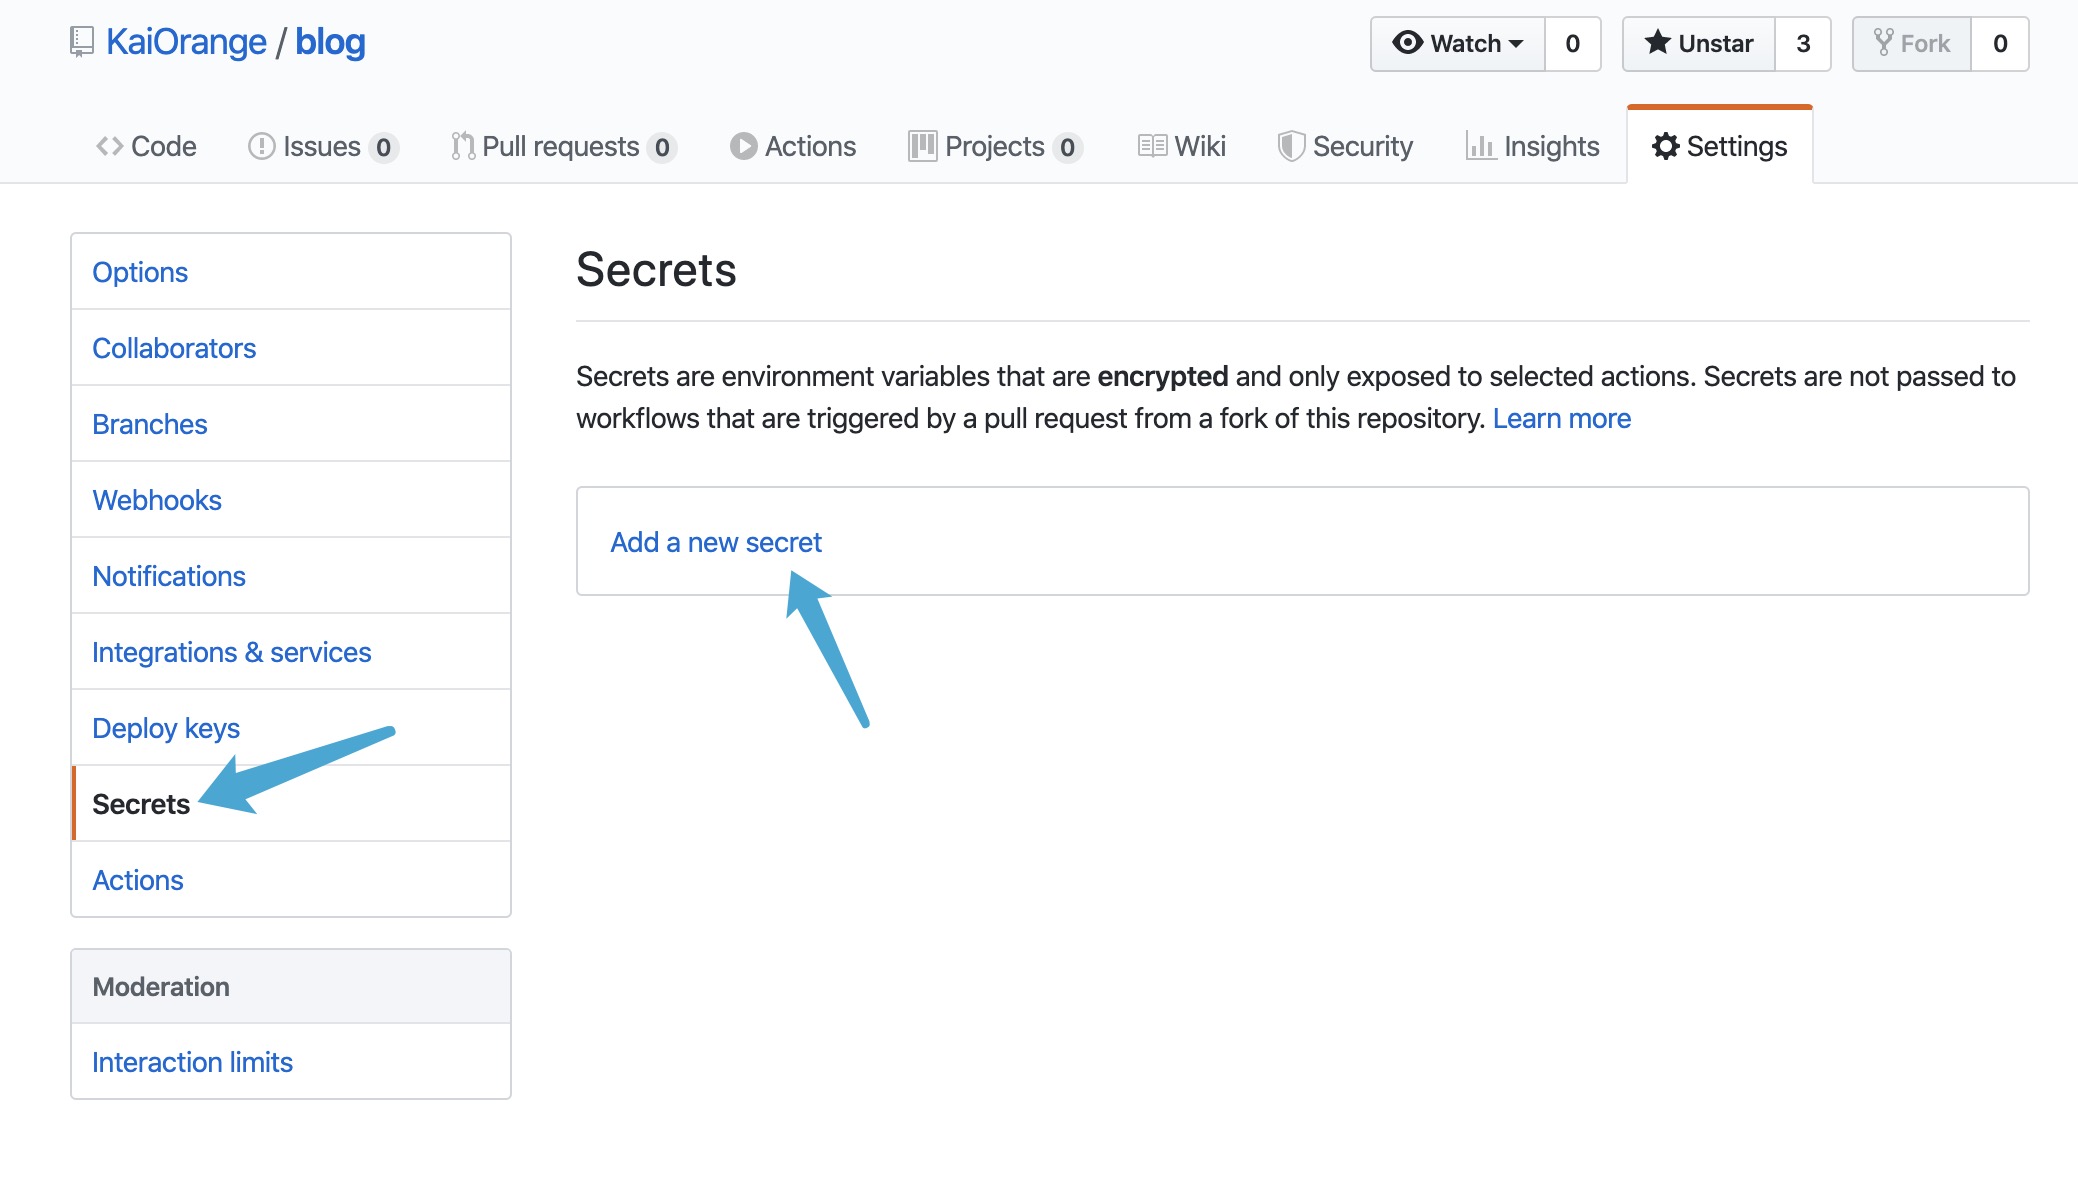 KaiOrange / blog
Watch 0 Unstar 3 Fork 0
Code Issues 0 Pull requests 0 Actions Projects 0 Wiki Security Insights Settings
Options
Collaborators
Branches
Webhooks
Notifications
Integrations & services
Deploy keys
Secrets
Actions
Moderation
Interaction limits
Secrets
Secrets are environment variables that are encrypted and only exposed to selected actions. Secrets are not passed to
workflows that are triggered by a pull request from a fork of this repository. Learn more
Add a new secret